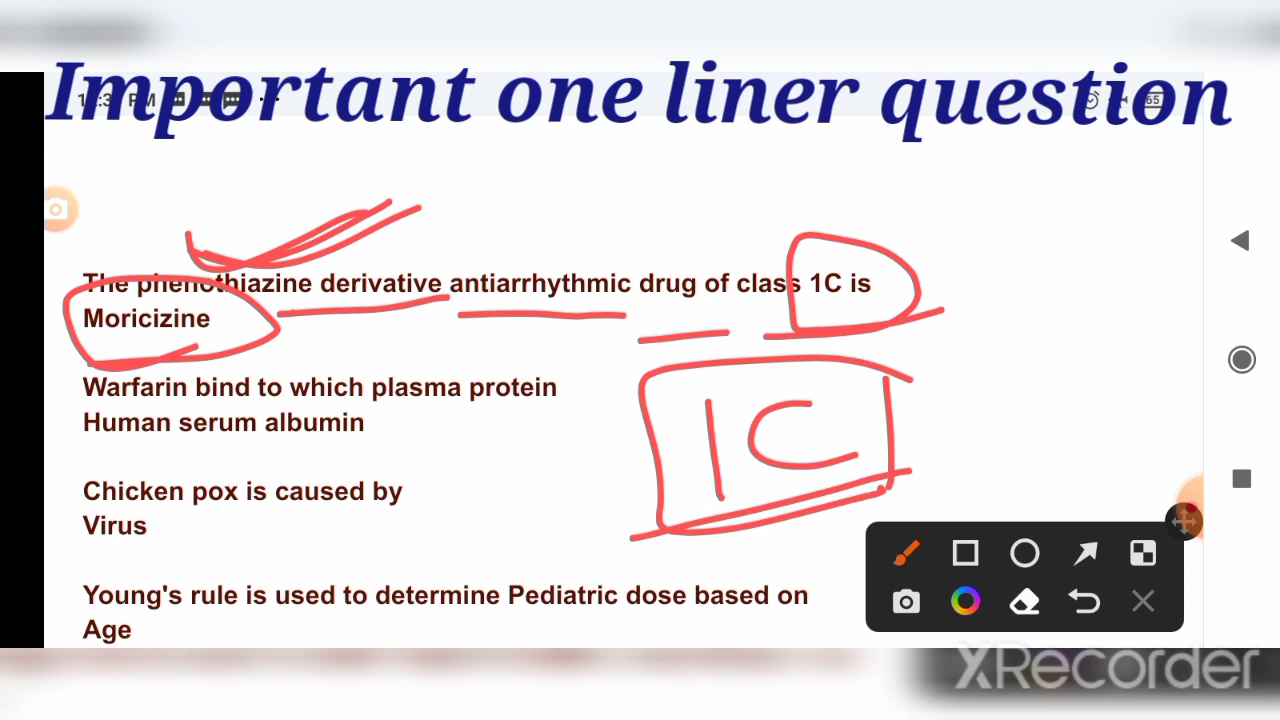 Important one liner question
The phenothiazine derivative antiarrhythmic drug of class 1C is
Moricizine
Warfarin bind to which plasma protein
Human serum albumin
1C
Chicken pox is caused by
Virus
Young's rule is used to determine Pediatric dose based on
Age
XRecorder